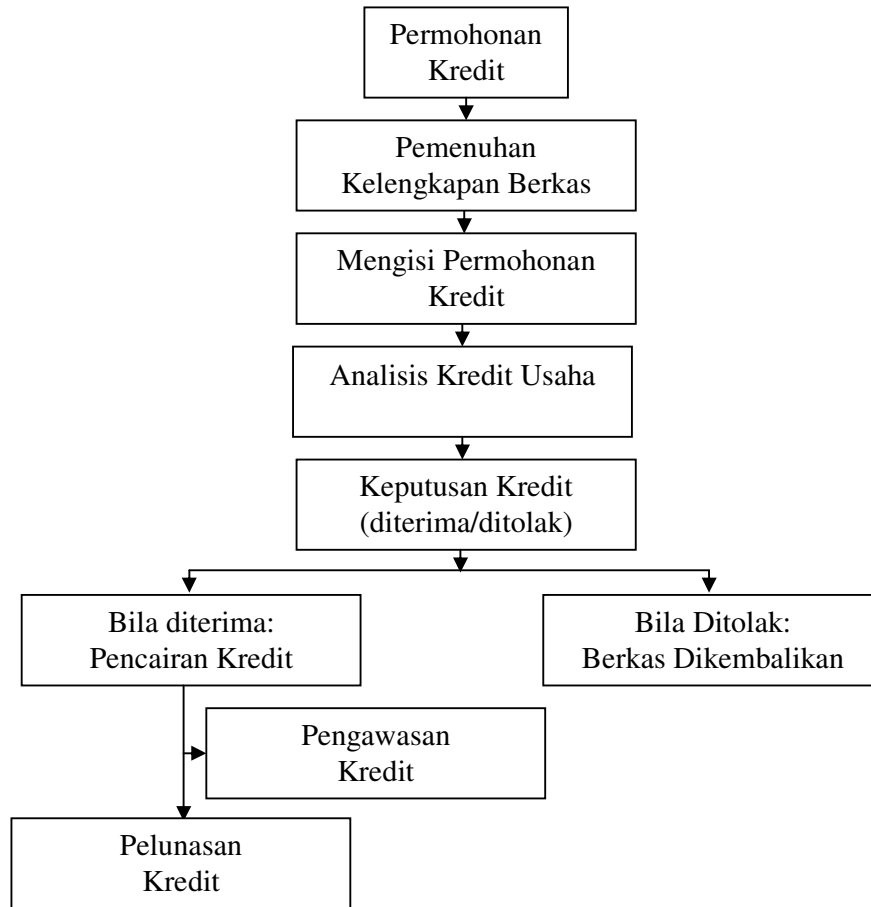 Permohonan
Kredit
Pemenuhan
Kelengkapan Berkas
Mengisi Permohonan
Kredit
Analisis Kredit Usaha
Keputusan Kredit
(diterima/ditolak)
Bila diterima:
Pencairan Kredit
Bila Ditolak:
Berkas Dikembalikan
Pengawasan
Kredit
Pelunasan
Kredit